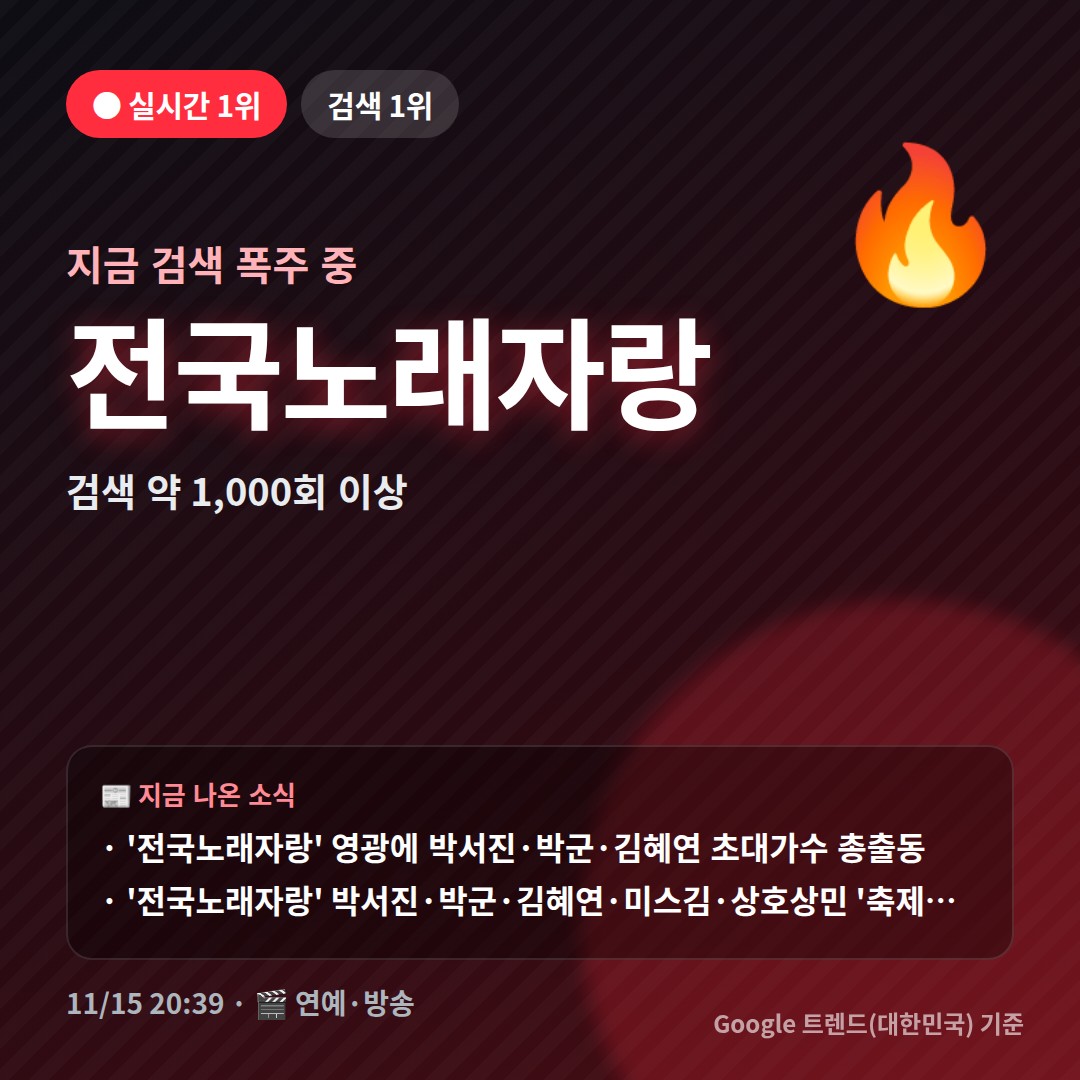 실시간 1위
검색 1위
지금 검색 폭주 중
전국노래자랑
검색 약 1,000회 이상
지금 나온 소식
· '전국노래자랑' 영광에 박서진·박군·김혜연 초대가수 총출동
· '전국노래자랑' 박서진·박군·김혜연·미스김·상호상민 '축제…
11/15 20:39 · 🎬 연예·방송
Google 트렌드(대한민국) 기준